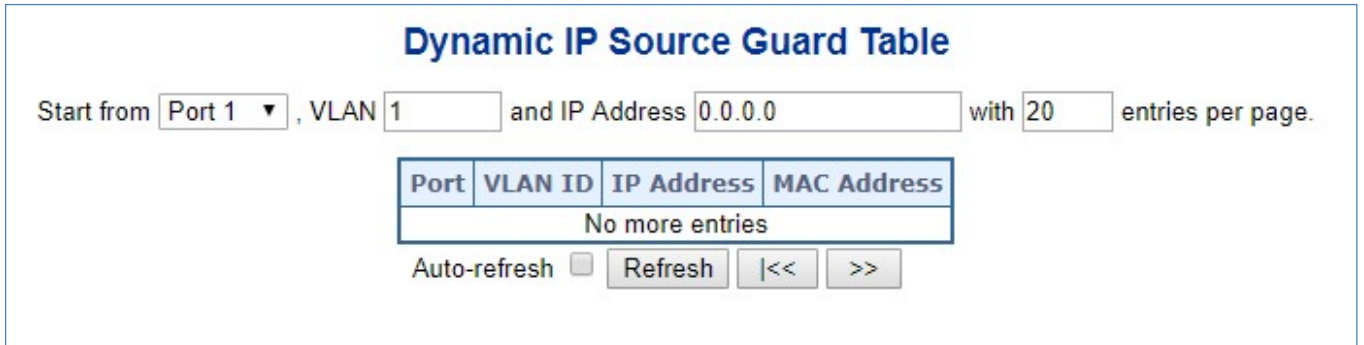 Dynamic IP Source Guard Table
Start from Port 1 ▼ , VLAN 1 and IP Address 0.0.0.0 with 20 entries per page.
Port VLAN ID IP Address MAC Address
No more entries
Auto-refresh Refresh |<< >>